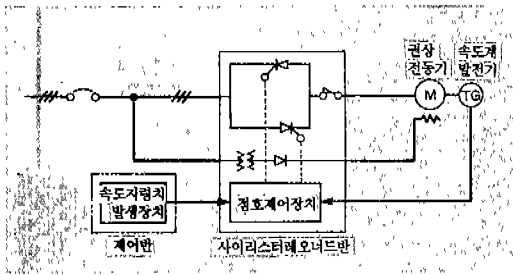 권상
전동기
속도계
발전기
M
TG
속도지령치
발생장치
점호제어장치
제어반
사이리스터레오너드반